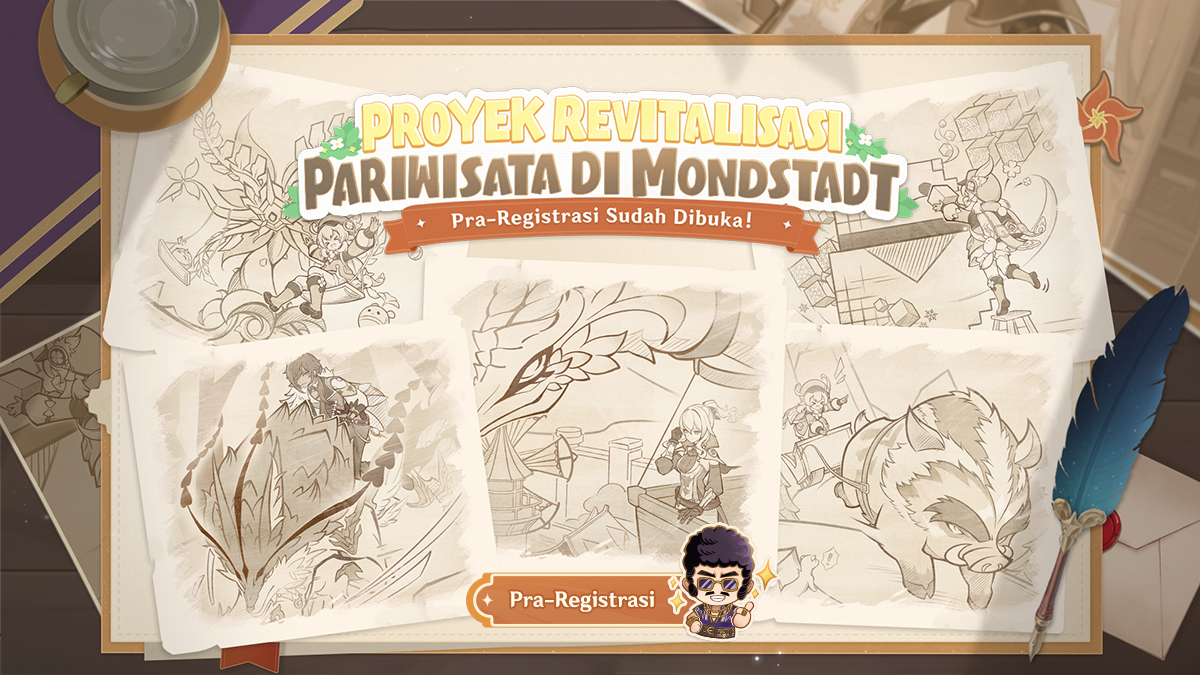 PROYEK REVITALISASI
PARIWISATA DI MONDSTADT
Pra-Registrasi Sudah Dibuka!
Pra-Registrasi